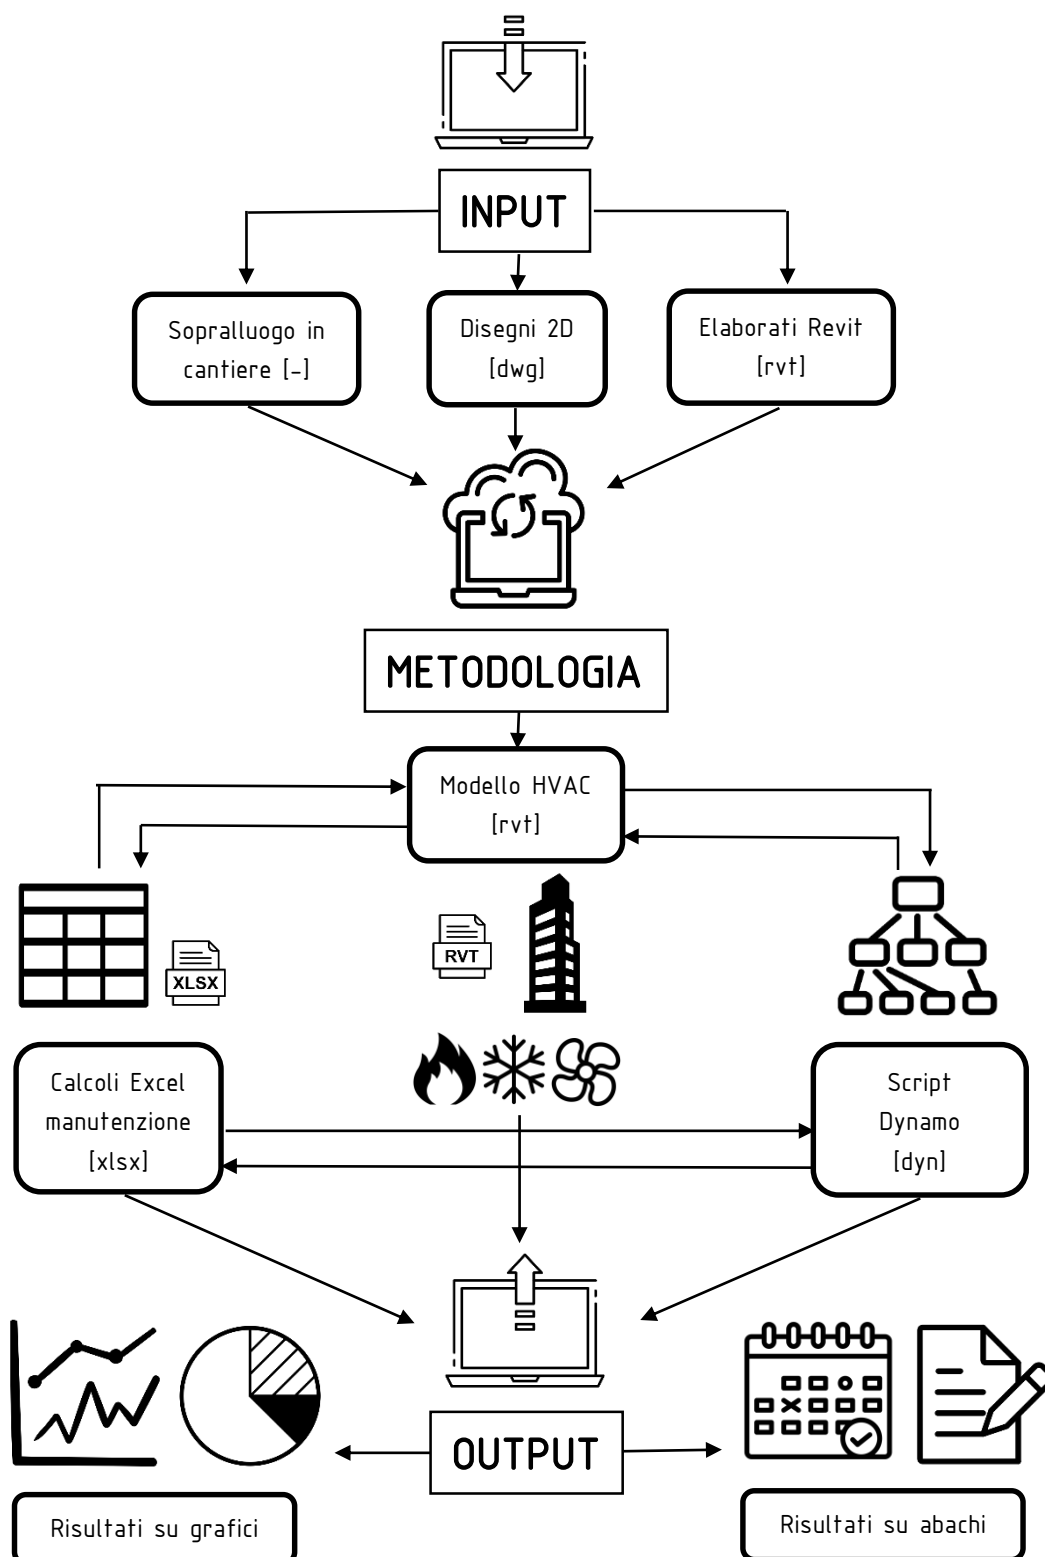 INPUT
Sopralluogo in
cantiere [-]
Disegni 2D
[dwg]
Elaborati Revit
[rvt]
METODOLOGIA
Modello HVAC
[rvt]
XLSX
RVT
Calcoli Excel
manutenzione
[xlsx]
Script
Dynamo
[dyn]
OUTPUT
Risultati su grafici
Risultati su abachi